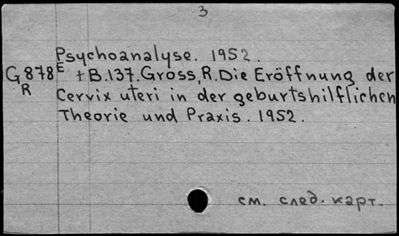 3
Psychoanalyse. 1952.
G878E + B.137. Gross, R. Die Eröffnung der
R Cervix uteri in der geburtshilflichen
Theorie und Praxis. 1952.
см. след. карт.